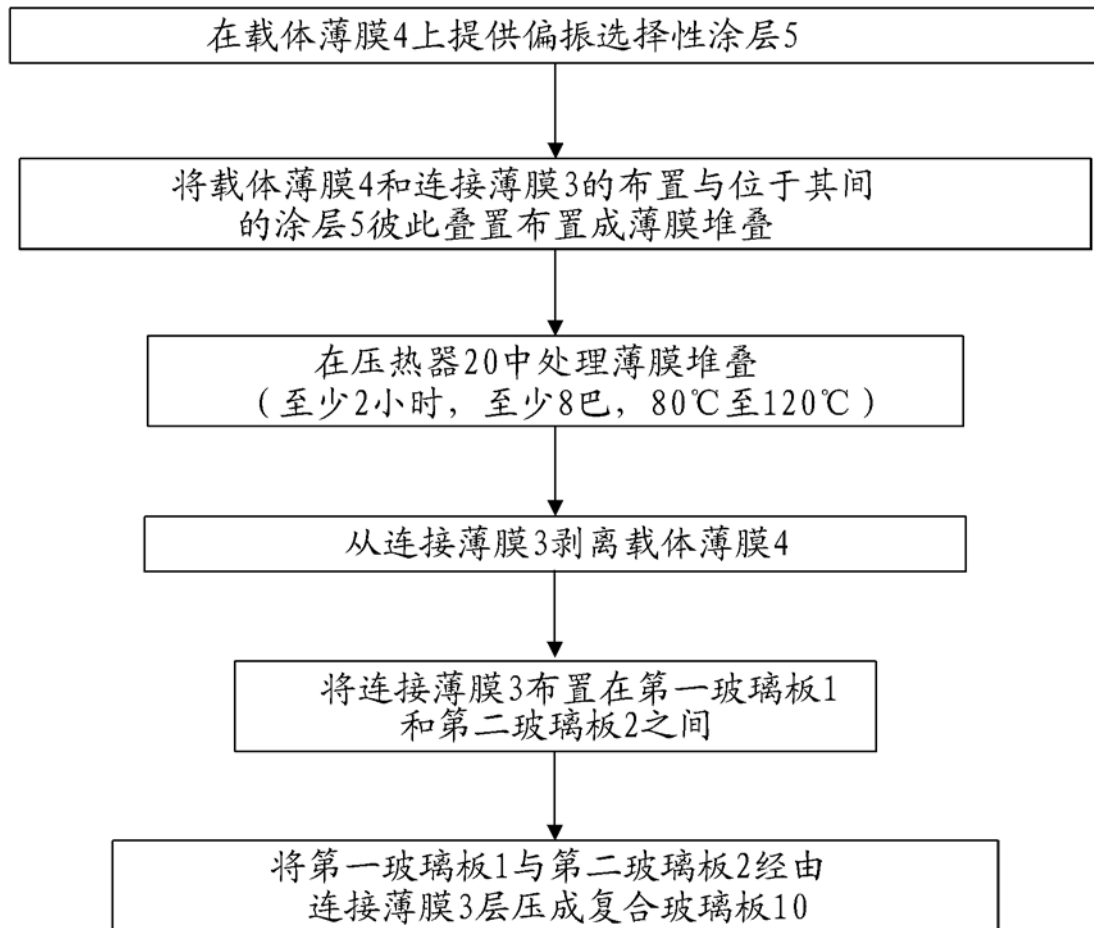 在载体薄膜4上提供偏振选择性涂层5
将载体薄膜4和连接薄膜3的布置与位于其间
的涂层5彼此叠置布置成薄膜堆叠
在压热器20中处理薄膜堆叠
（至少2小时，至少8巴，80℃至120℃）
从连接薄膜3剥离载体薄膜4
将连接薄膜3布置在第一玻璃板1
和第二玻璃板2之间
将第一玻璃板1与第二玻璃板2经由
连接薄膜3层压成复合玻璃板10